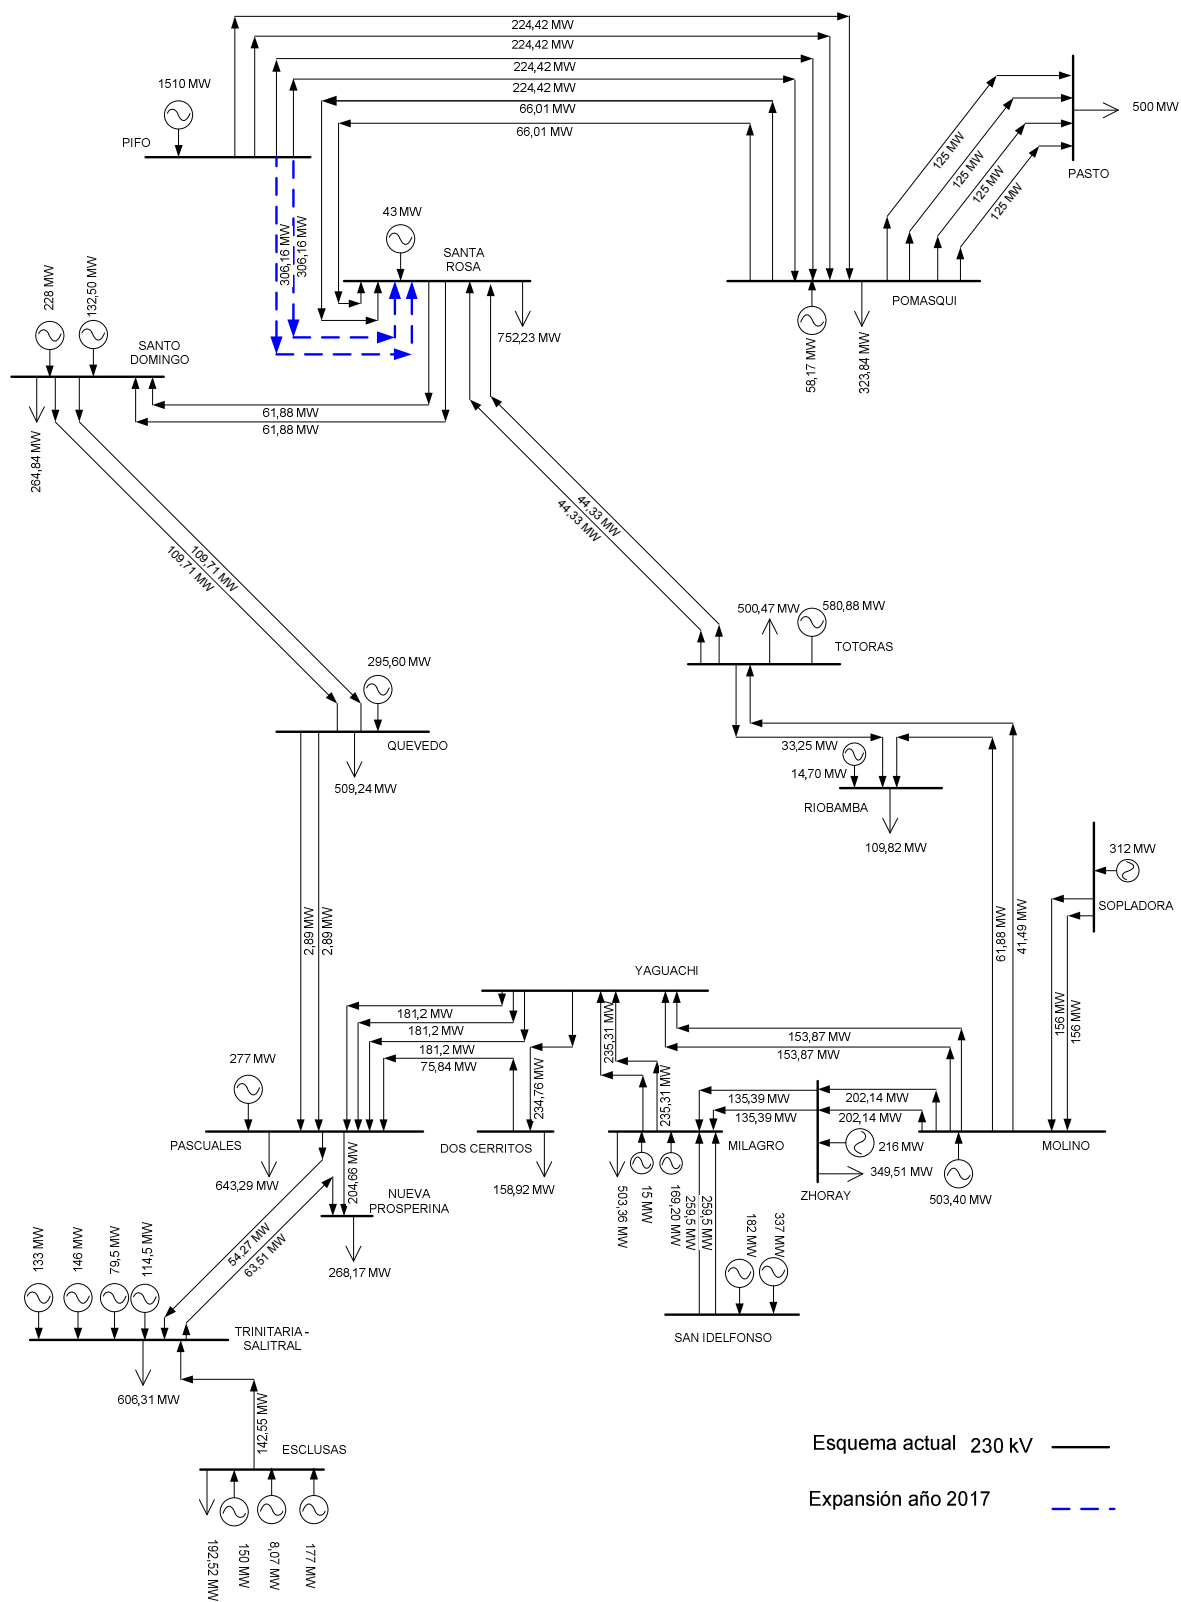 224,42 MW
224,42 MW
224,42 MW
224,42 MW
66,01 MW
66,01 MW
1510 MW
PIFO
500 MW
PASTO
125 MW
125 MW
125 MW
125 MW
306,16 MW
306,16 MW
43 MW
SANTA
ROSA
752,23 MW
POMASQUI
58,17 MW
323,84 MW
228 MW
132,50 MW
SANTO
DOMINGO
264,84 MW
61,88 MW
61,88 MW
44,33 MW
44,33 MW
109,71 MW
109,71 MW
500,47 MW
580,88 MW
TOTORAS
295,60 MW
QUEVEDO
509,24 MW
33,25 MW
14,70 MW
RIOBAMBA
109,82 MW
312 MW
SOPLADORA
2,89 MW
2,89 MW
61,88 MW
41,49 MW
156 MW
156 MW
YAGUACHI
181,2 MW
181,2 MW
181,2 MW
75,84 MW
234,76 MW
235,31 MW
235,31 MW
153,87 MW
153,87 MW
277 MW
PASCUALES
643,29 MW
204,66 MW
DOS CERRITOS
158,92 MW
135,39 MW
135,39 MW
202,14 MW
202,14 MW
MILAGRO
503,36 MW
15 MW
169,20 MW
259,5 MW
259,5 MW
216 MW
349,51 MW
ZHORAY
MOLINO
503,40 MW
NUEVA
PROSPERINA
268,17 MW
54,27 MW
63,51 MW
182 MW
337 MW
SAN IDELFONSO
133 MW
146 MW
79,5 MW
114,5 MW
TRINITARIA -
SALITRAL
606,31 MW
142,55 MW
ESCLUSAS
192,52 MW
150 MW
8,07 MW
177 MW
Esquema actual 230 kV
Expansión año 2017